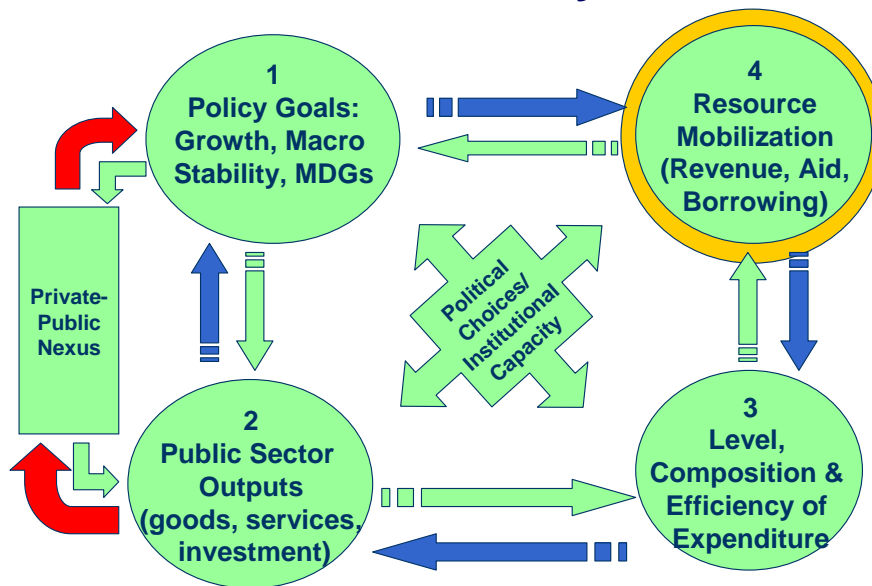 1
Policy Goals:
Growth, Macro
Stability, MDGs
4
Resource
Mobilization
(Revenue, Aid,
Borrowing)
Private-
Public
Nexus
Political
Choices/
Institutional
Capacity
2
Public Sector
Outputs
(goods, services,
investment)
3
Level,
Composition &
Efficiency of
Expenditure